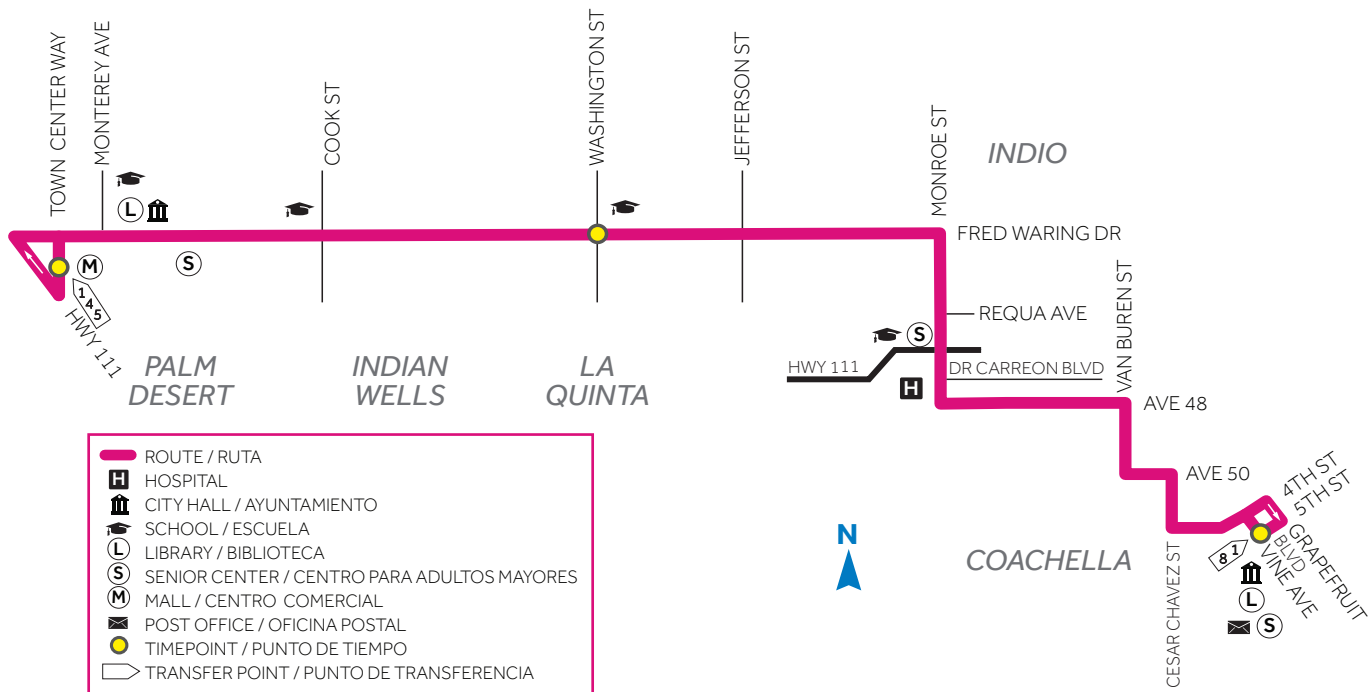 TOWN CENTER WAY
MONTEREY AVE
COOK ST
WASHINGTON ST
JEFFERSON ST
MONROE ST
INDIO
L
FRED WARING DR
M
S
VAN BUREN ST
1
4
5
HWY 111
REQUA AVE
S
HWY 111
DR CARREON BLVD
H
PALM
DESERT
INDIAN
WELLS
LA
QUINTA
AVE 48
AVE 50
4TH ST
5TH ST
GRAPEFRUIT
BLVD
VINE AVE
8 1
L
S
CESAR CHAVEZ ST
COACHELLA
N
ROUTE / RUTA
H HOSPITAL
CITY HALL / AYUNTAMIENTO
SCHOOL / ESCUELA
L LIBRARY / BIBLIOTECA
S SENIOR CENTER / CENTRO PARA ADULTOS MAYORES
M MALL / CENTRO COMERCIAL
POST OFFICE / OFICINA POSTAL
TIMEPOINT / PUNTO DE TIEMPO
TRANSFER POINT / PUNTO DE TRANSFERENCIA